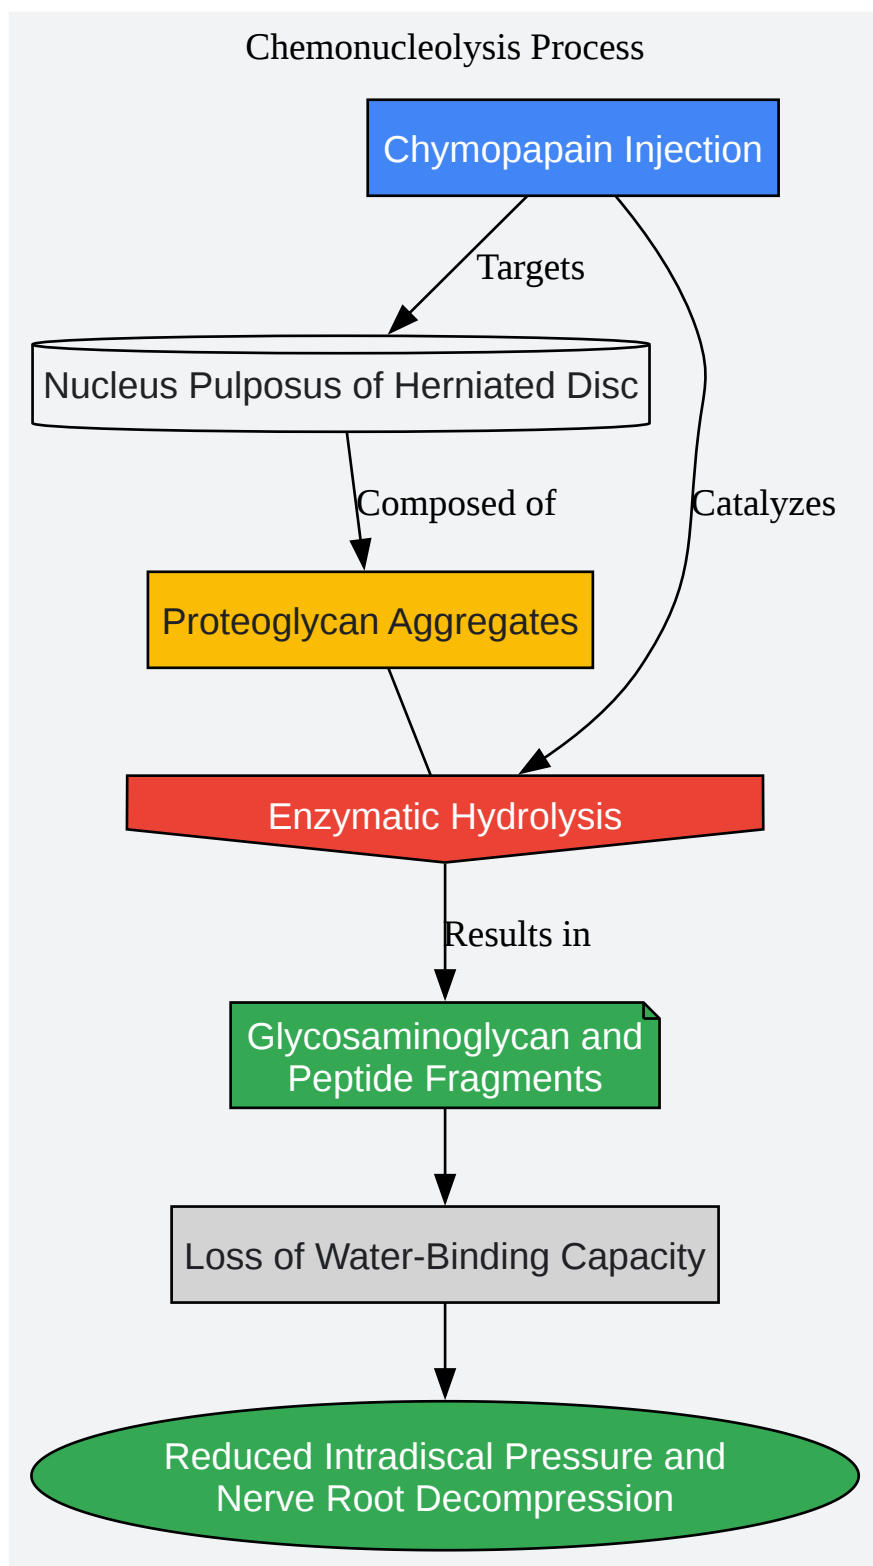 Chemonucleolysis Process
Chymopapain Injection
Targets
Nucleus Pulposus of Herniated Disc
Composed of
Catalyzes
Proteoglycan Aggregates
Enzymatic Hydrolysis
Results in
Glycosaminoglycan and
Peptide Fragments
Loss of Water-Binding Capacity
Reduced Intradiscal Pressure and
Nerve Root Decompression